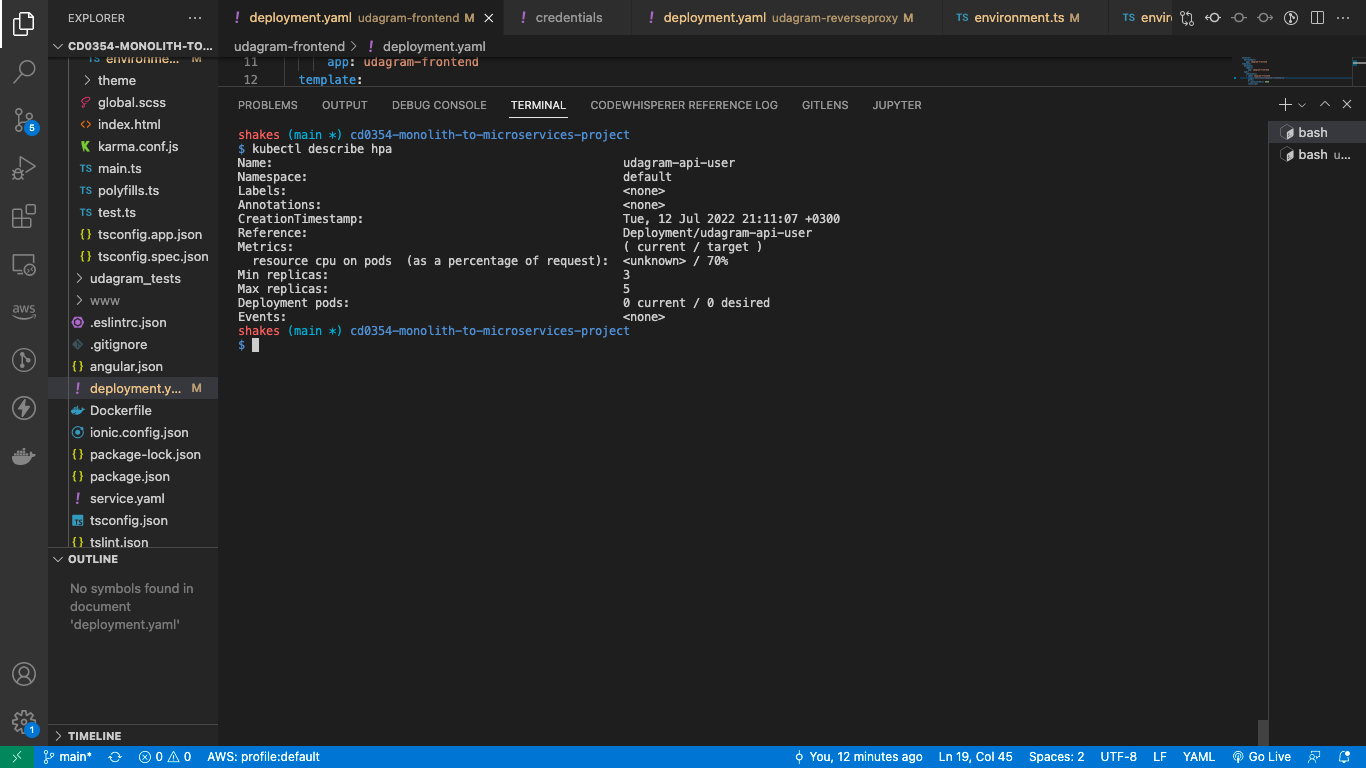 EXPLORER
CD0354-MONOLITH-TO...
TS environme... M
theme
global.scss
<> index.html
karma.conf.js
TS main.ts
TS polyfills.ts
TS test.ts
{} tsconfig.app.json
{} tsconfig.spec.json
udagram_tests
www
.eslintrc.json
.gitignore
{} angular.json
! deployment.y... M
Dockerfile
ionic.config.json
{} package-lock.json
{} package.json
! service.yaml
TS tsconfig.json
{} tslint.json
OUTLINE
No symbols found in
document
'deployment.yaml'
TIMELINE
5
aws
1
! deployment.yaml udagram-frontend M
! credentials
! deployment.yaml udagram-reverseproxy M
TS environment.ts M
TS envir
udagram-frontend > ! deployment.yaml
11 app: udagram-frontend
12 template:
PROBLEMS OUTPUT DEBUG CONSOLE TERMINAL CODEWHISPERER REFERENCE LOG GITLENS JUPYTER
shakes (main *) cd0354-monolith-to-microservices-project
$ kubectl describe hpa
Name: udagram-api-user
Namespace: default
Labels: <none>
Annotations: <none>
CreationTimestamp: Tue, 12 Jul 2022 21:11:07 +0300
Reference: Deployment/udagram-api-user
Metrics: ( current / target )
resource cpu on pods (as a percentage of request): <unknown> / 70%
Min replicas: 3
Max replicas: 5
Deployment pods: 0 current / 0 desired
Events: <none>
shakes (main *) cd0354-monolith-to-microservices-project
$
bash
bash u...
main* 0 0 AWS: profile:default You, 12 minutes ago Ln 19, Col 45 Spaces: 2 UTF-8 LF YAML Go Live